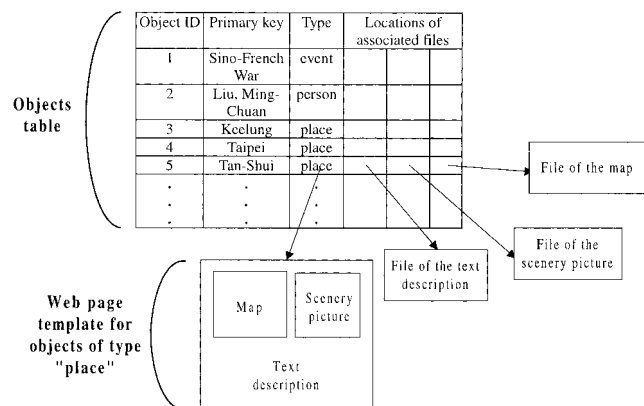 Object ID Primary key Type Locations of
associated files
1 Sino-French event
War
2 Liu, Ming- person
Chuan
3 Keelung place
4 Taipei place
5 Tan-Shui place
. . .
. . .
. . .
Objects
table
File of the map
File of the
scenery picture
File of the text
description
Web page
template for
objects of type
"place"
Map
Scenery
picture
Text
description